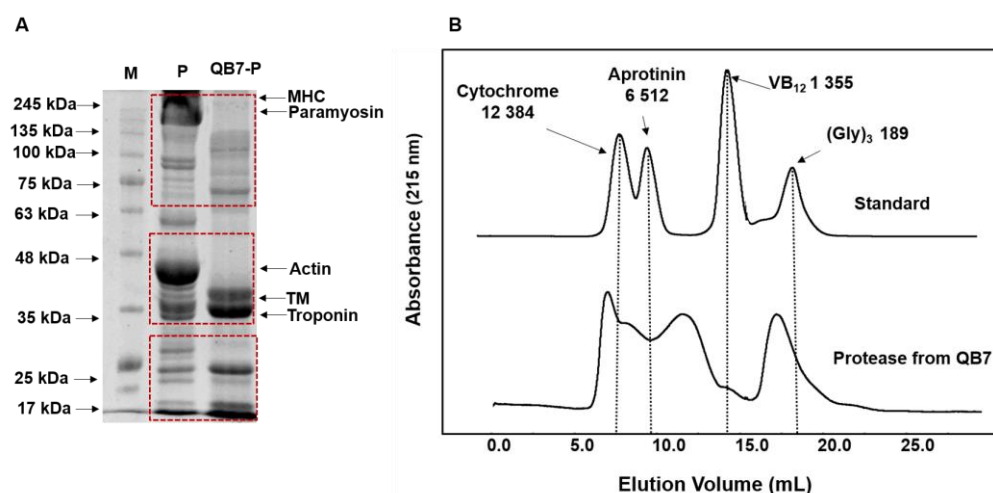 A
M P QB7-P
245 kDa
135 kDa
100 kDa
75 kDa
63 kDa
48 kDa
35 kDa
25 kDa
17 kDa
MHC
Paramyosin
Actin
TM
Troponin
B
Absorbance (215 nm)
Cytochrome
12 384
Aprotinin
6 512
VB₁₂ 1 355
(Gly)₃ 189
Standard
Protease from QB7
0.0 5.0 10.0 15.0 20.0 25.0
Elution Volume (mL)